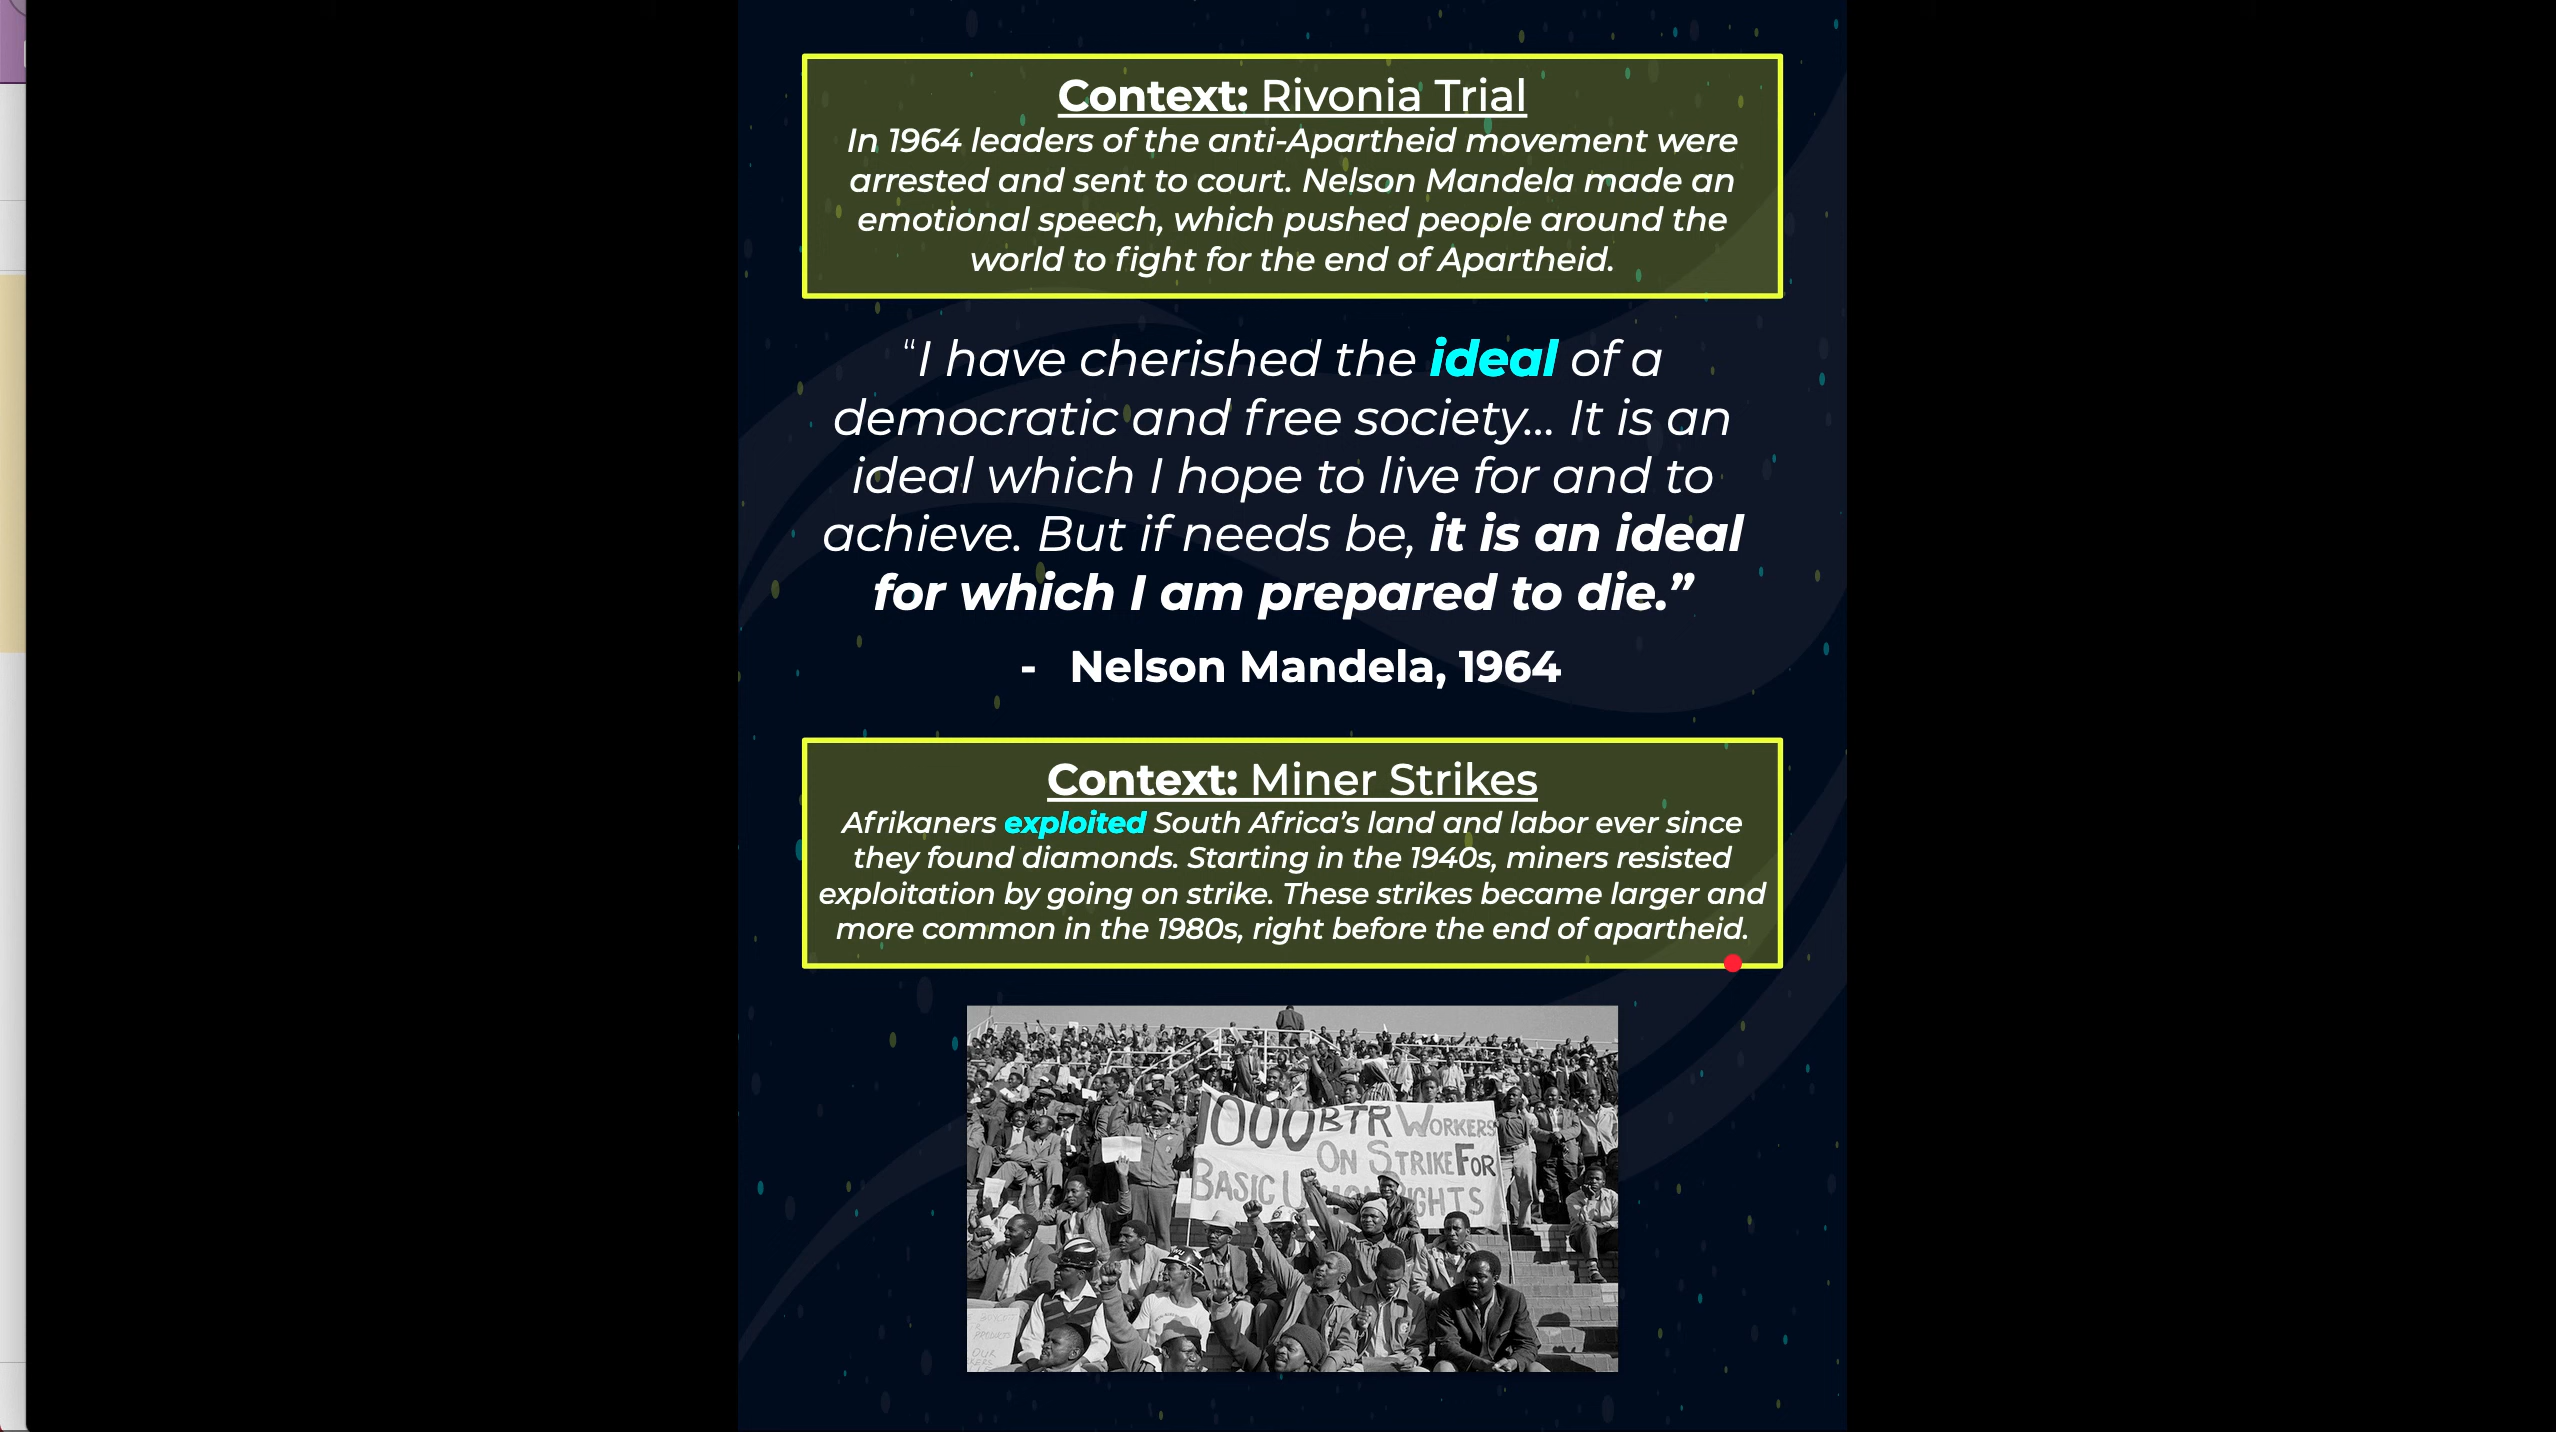 Context: Rivonia Trial
In 1964 leaders of the anti-Apartheid movement were
arrested and sent to court. Nelson Mandela made an
emotional speech, which pushed people around the
world to fight for the end of Apartheid.
“I have cherished the ideal of a
democratic and free society... It is an
ideal which I hope to live for and to
achieve. But if needs be, it is an ideal
for which I am prepared to die.”
- Nelson Mandela, 1964
Context: Miner Strikes
Afrikaners exploited South Africa’s land and labor ever since
they found diamonds. Starting in the 1940s, miners resisted
exploitation by going on strike. These strikes became larger and
more common in the 1980s, right before the end of apartheid.
1000 BTR WORKERS
ON STRIKE FOR
BASIC
OUR